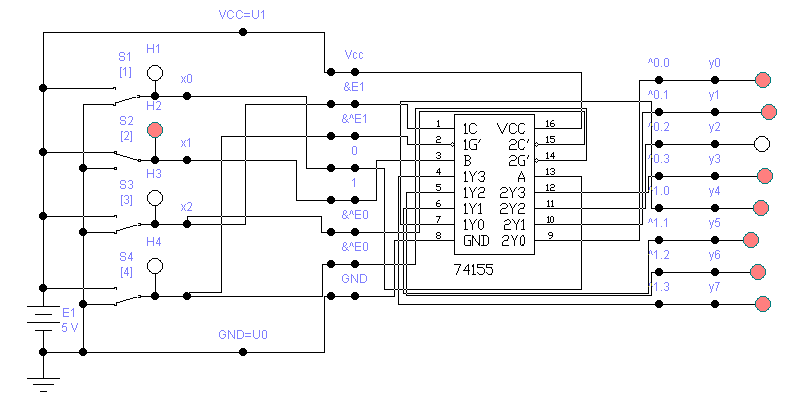 VCC=U1
S1
[1]
H1
x0
H2
S2
[2]
x1
H3
S3
[3]
x2
H4
S4
[4]
E1
5 V
GND=U0
Vcc
&E1
&^E1
0
1
&^E0
&^E0
GND
1 1C VCC 16
2 1G' 2C' 15
3 B 2G' 14
4 1Y3 A 13
5 1Y2 2Y3 12
6 1Y1 2Y2 11
7 1Y0 2Y1 10
8 GND 2Y0 9
74155
^0.0 y0
^0.1 y1
^0.2 y2
^0.3 y3
^1.0 y4
^1.1 y5
^1.2 y6
^1.3 y7